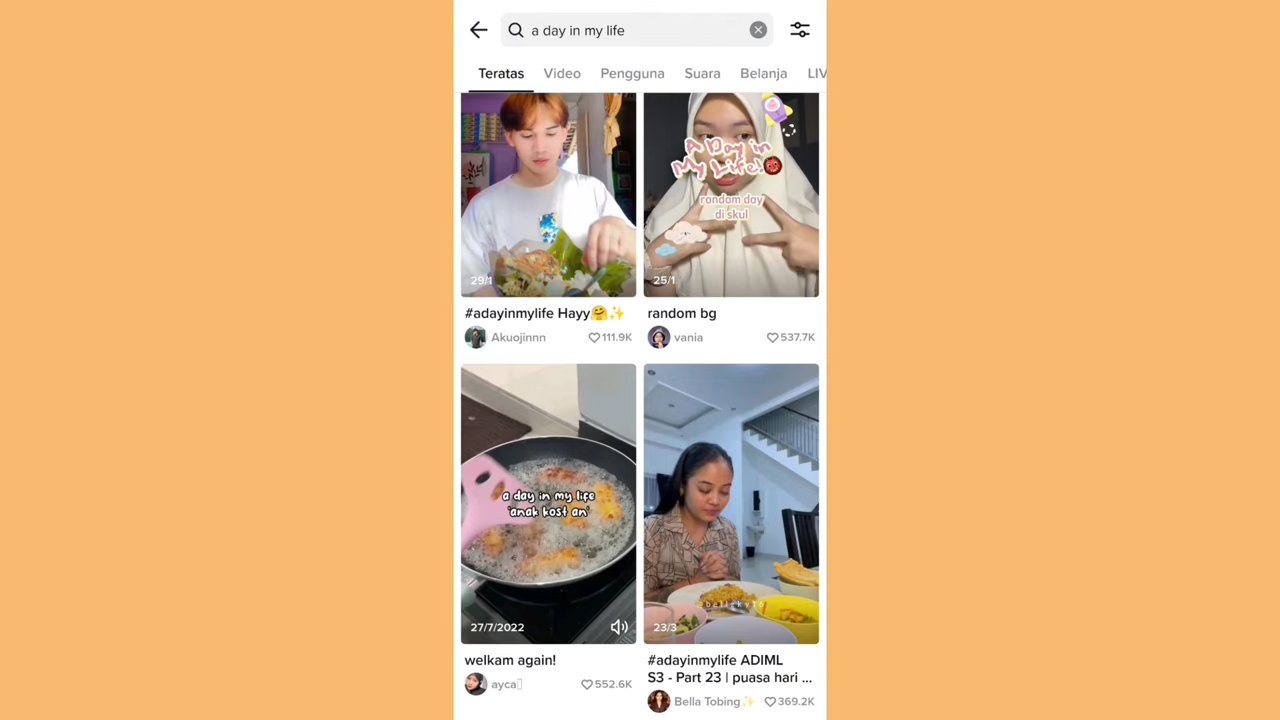 a day in my life
Teratas Video Pengguna Suara Belanja LIV
29/1
#adayinmylife Hayy🤗✨
Akuojinnn 111.9K
A Day in
My Life!
random day
di skul
25/1
random bg
vania 537.7K
a day in my life
'anak kost an'
27/7/2022
welkam again!
ayca 552.6K
23/3
#adayinmylife ADIML
S3 - Part 23 | puasa hari ...
Bella Tobing✨ 369.2K